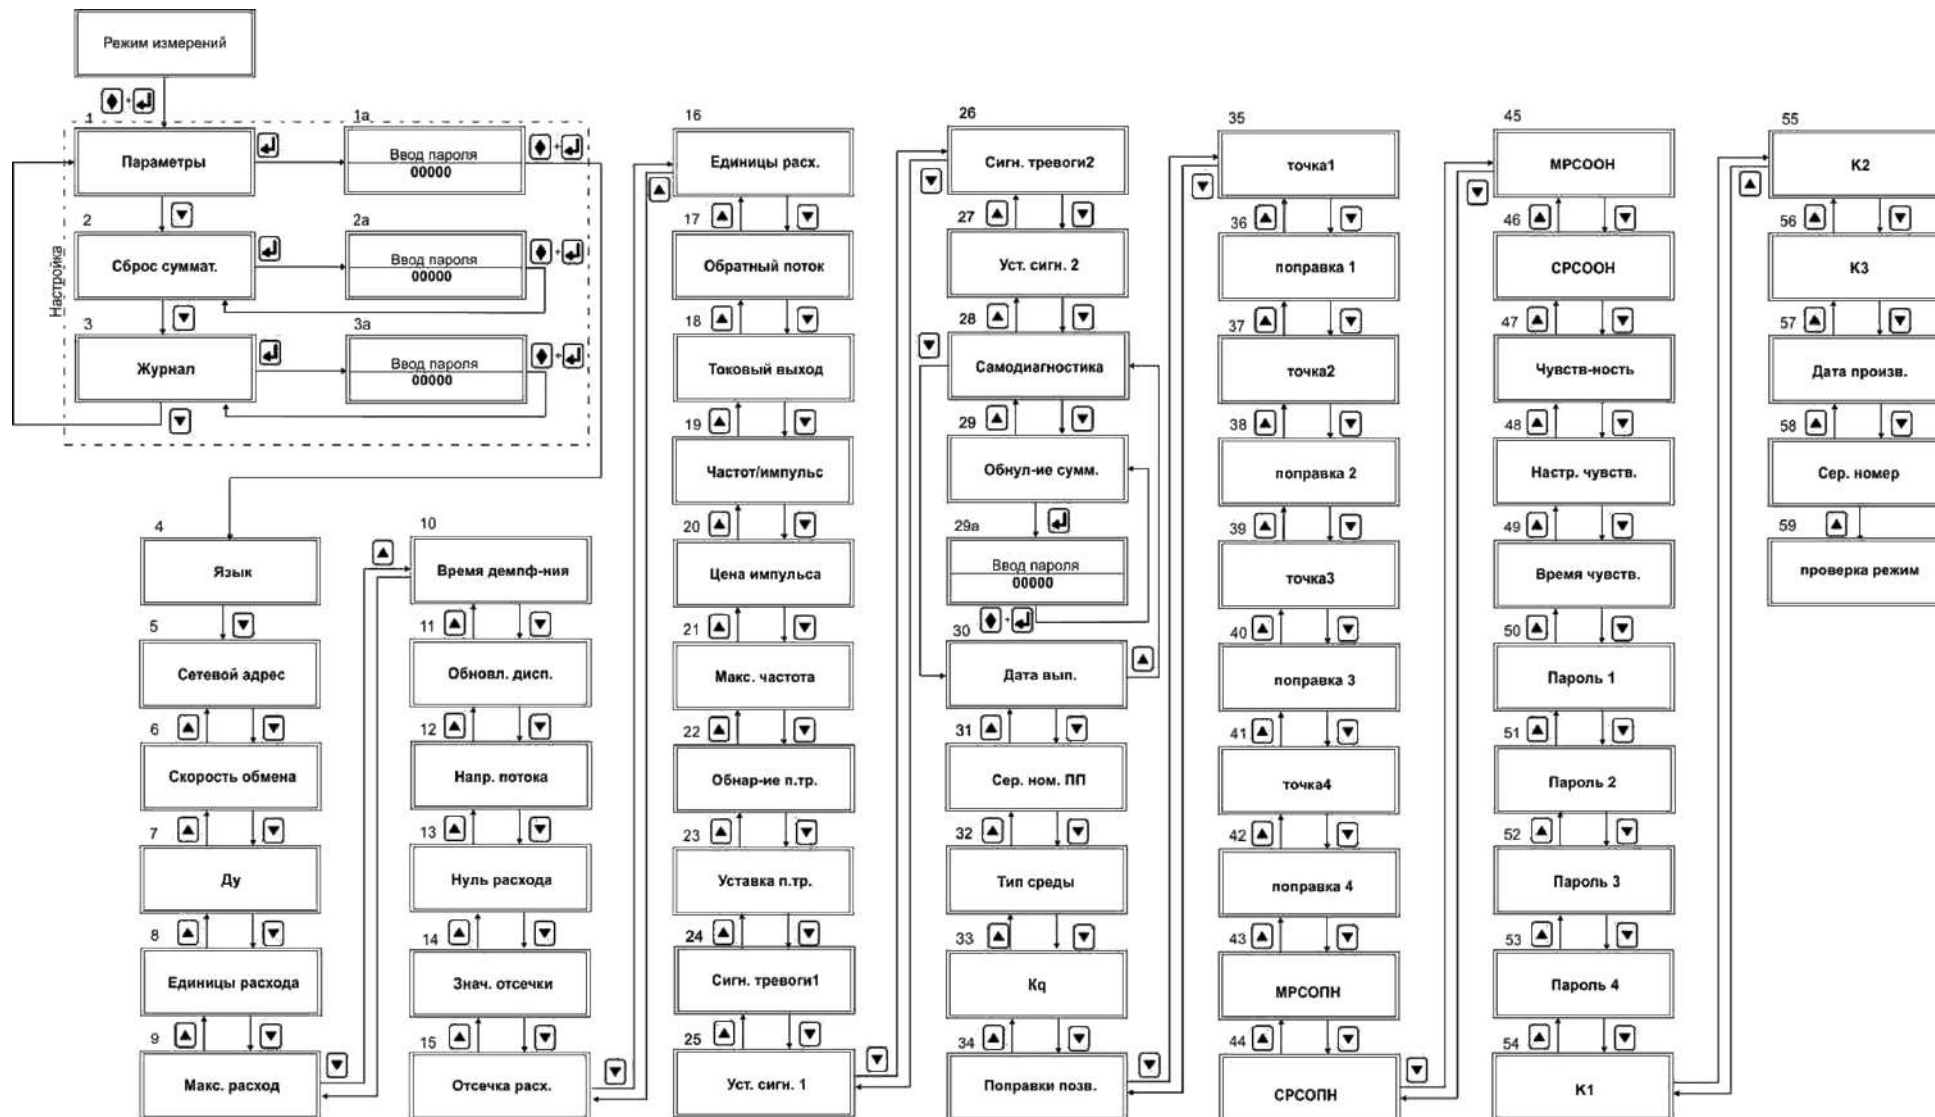 Режим измерений
Настройка
1
Параметры
1а
Ввод пароля
00000
2
Сброс суммат.
2а
Ввод пароля
00000
3
Журнал
3а
Ввод пароля
00000
4
Язык
5
Сетевой адрес
6
Скорость обмена
7
Ду
8
Единицы расхода
9
Макс. расход
10
Время демпф-ния
11
Обновл. дисп.
12
Напр. потока
13
Нуль расхода
14
Знач. отсечки
15
Отсечка расх.
16
Единицы расх.
17
Обратный поток
18
Токовый выход
19
Частот/импульс
20
Цена импульса
21
Макс. частота
22
Обнар-ие п.тр.
23
Уставка п.тр.
24
Сигн. тревоги1
25
Уст. сигн. 1
26
Сигн. тревоги2
27
Уст. сигн. 2
28
Самодиагностика
29
Обнул-ие сумм.
29а
Ввод пароля
00000
30
Дата вып.
31
Сер. ном. ПП
32
Тип среды
33
Kq
34
Поправки позв.
35
точка1
36
поправка 1
37
точка2
38
поправка 2
39
точка3
40
поправка 3
41
точка4
42
поправка 4
43
МРСОПН
44
СРСОПН
45
МРСООН
46
СРСООН
47
Чувств-ность
48
Настр. чувств.
49
Время чувств.
50
Пароль 1
51
Пароль 2
52
Пароль 3
53
Пароль 4
54
К1
55
К2
56
К3
57
Дата произв.
58
Сер. номер
59
проверка режим